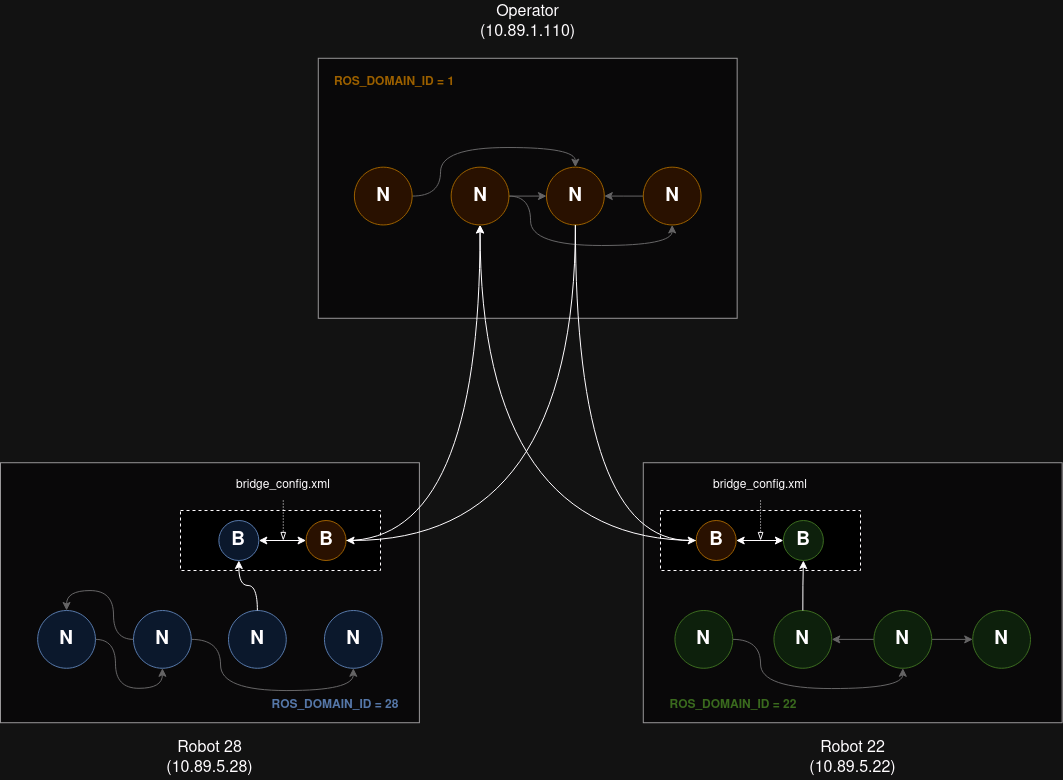 Operator
(10.89.1.110)
ROS_DOMAIN_ID = 1
N N N N
bridge_config.xml
B B
N N N N
ROS_DOMAIN_ID = 28
Robot 28
(10.89.5.28)
bridge_config.xml
B B
N N N N
ROS_DOMAIN_ID = 22
Robot 22
(10.89.5.22)